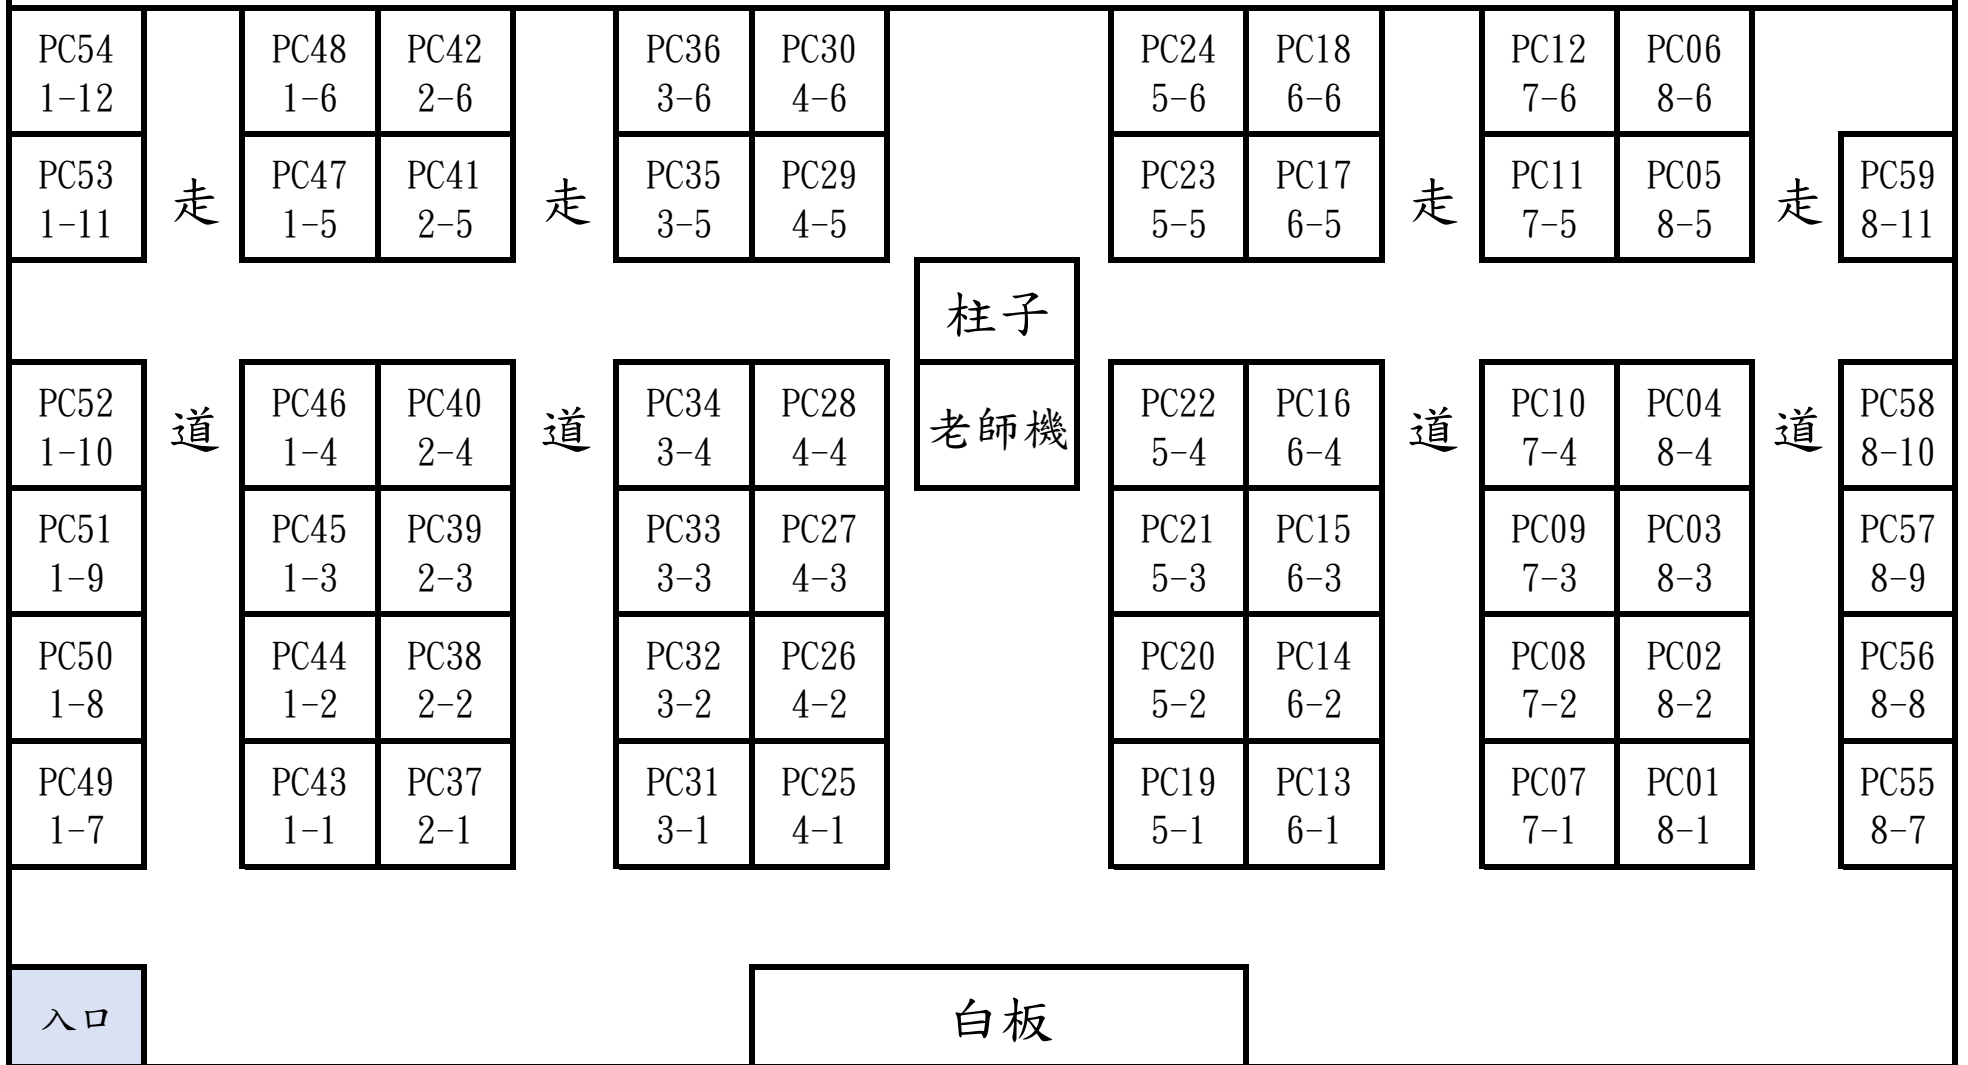 PC54 PC48 PC42 PC36 PC30 PC24 PC18 PC12 PC06
1-12 1-6 2-6 3-6 4-6 5-6 6-6 7-6 8-6
PC53 PC47 PC41 PC35 PC29 PC23 PC17 PC11 PC05 PC59
走 走 走 走
1-11 1-5 2-5 3-5 4-5 5-5 6-5 7-5 8-5 8-11
柱子
PC52 PC46 PC40 PC34 PC28 PC22 PC16 PC10 PC04 PC58
道 道 老師機 道 道
1-10 1-4 2-4 3-4 4-4 5-4 6-4 7-4 8-4 8-10
PC51 PC45 PC39 PC33 PC27 PC21 PC15 PC09 PC03 PC57
1-9 1-3 2-3 3-3 4-3 5-3 6-3 7-3 8-3 8-9
PC50 PC44 PC38 PC32 PC26 PC20 PC14 PC08 PC02 PC56
1-8 1-2 2-2 3-2 4-2 5-2 6-2 7-2 8-2 8-8
PC49 PC43 PC37 PC31 PC25 PC19 PC13 PC07 PC01 PC55
1-7 1-1 2-1 3-1 4-1 5-1 6-1 7-1 8-1 8-7
入口 白板